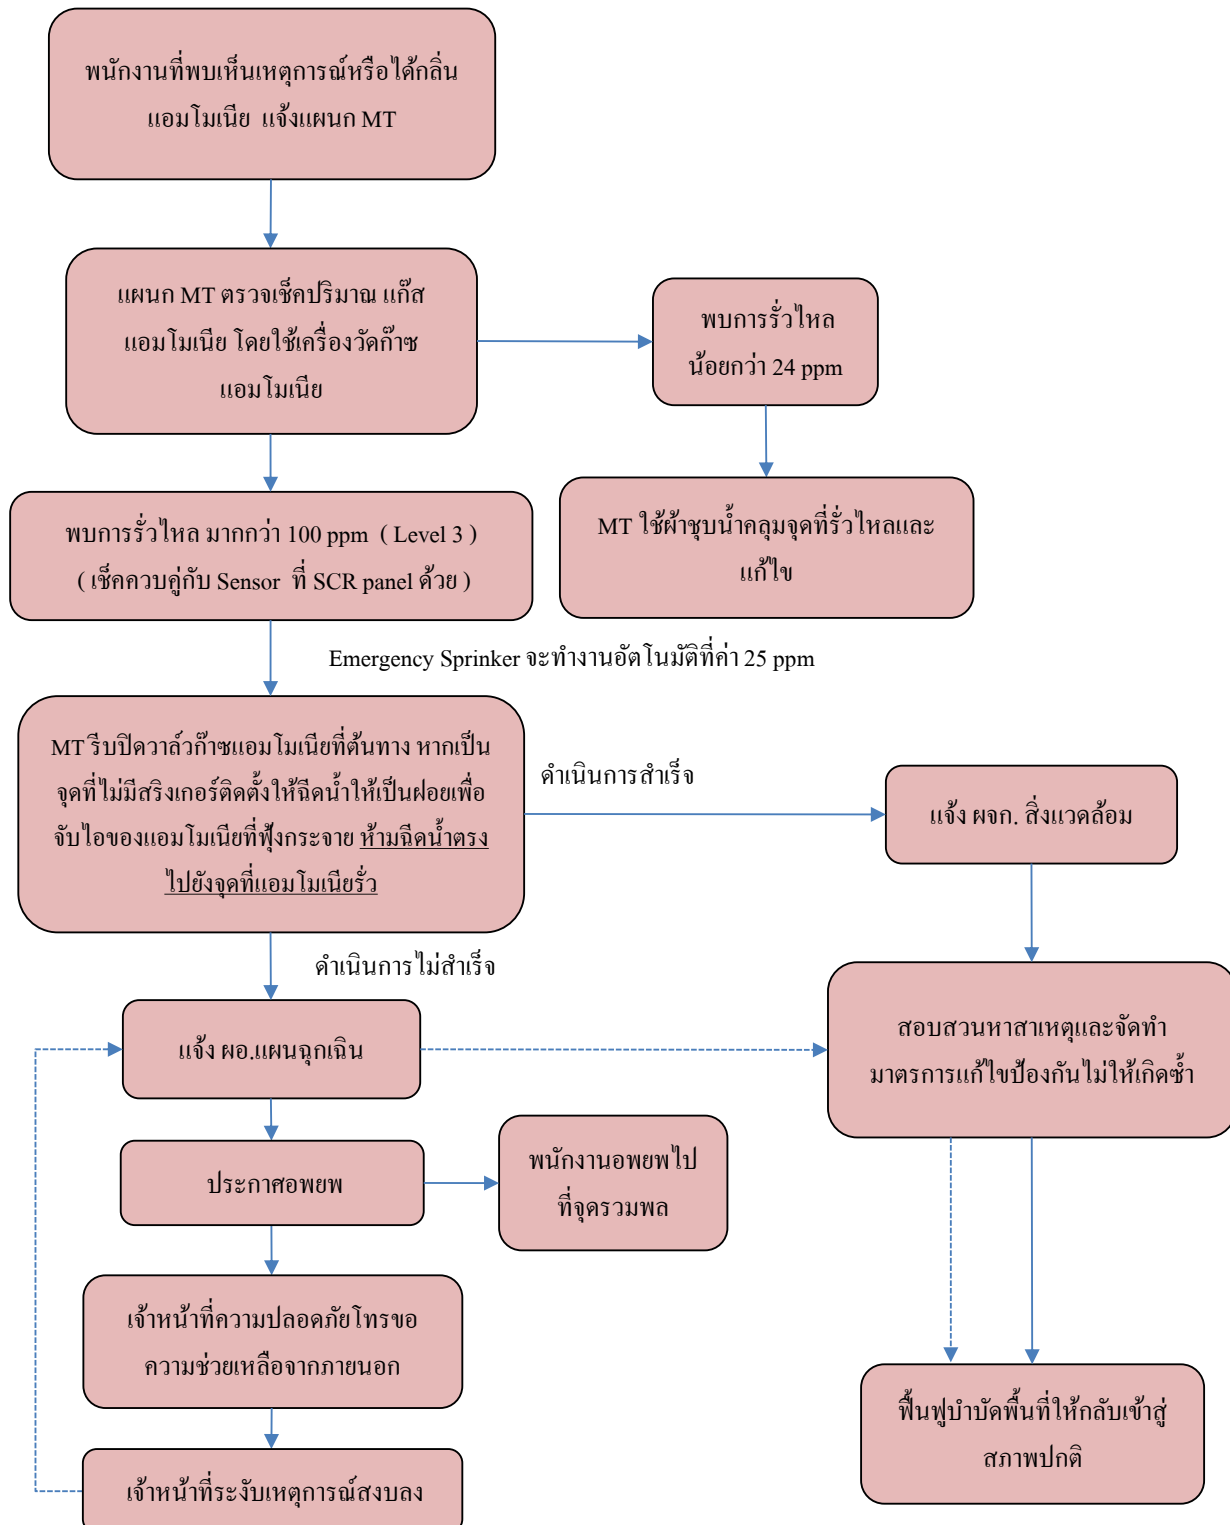 พนักงานที่พบเห็นเหตุการณ์หรือได้กลิ่น
แอมโมเนีย แจ้งแผนก MT
แผนก MT ตรวจเช็คปริมาณ แก๊ส
แอมโมเนีย โดยใช้เครื่องวัดก๊าซ
แอมโมเนีย
พบการรั่วไหล
น้อยกว่า 24 ppm
พบการรั่วไหล มากกว่า 100 ppm ( Level 3 )
( เช็คควบคู่กับ Sensor ที่ SCR panel ด้วย )
MT ใช้ผ้าชุบน้ำคลุมจุดที่รั่วไหลและ
แก้ไข
Emergency Sprinker จะทำงานอัตโนมัติที่ค่า 25 ppm
MT รีบปิดวาล์วก๊าซแอมโมเนียที่ต้นทาง หากเป็น
จุดที่ไม่มีสริงเกอร์ติดตั้งให้ฉีดน้ำให้เป็นฝอยเพื่อ
จับไอของแอมโมเนียที่ฟุ้งกระจาย ห้ามฉีดน้ำตรง
ไปยังจุดที่แอมโมเนียรั่ว
ดำเนินการสำเร็จ
แจ้ง ผจก. สิ่งแวดล้อม
ดำเนินการไม่สำเร็จ
แจ้ง ผอ.แผนฉุกเฉิน
สอบสวนหาสาเหตุและจัดทำ
มาตรการแก้ไขป้องกันไม่ให้เกิดซ้ำ
ประกาศอพยพ
พนักงานอพยพไป
ที่จุดรวมพล
เจ้าหน้าที่ความปลอดภัยโทรขอ
ความช่วยเหลือจากภายนอก
ฟื้นฟูบำบัดพื้นที่ให้กลับเข้าสู่
สภาพปกติ
เจ้าหน้าที่ระงับเหตุการณ์สงบลง